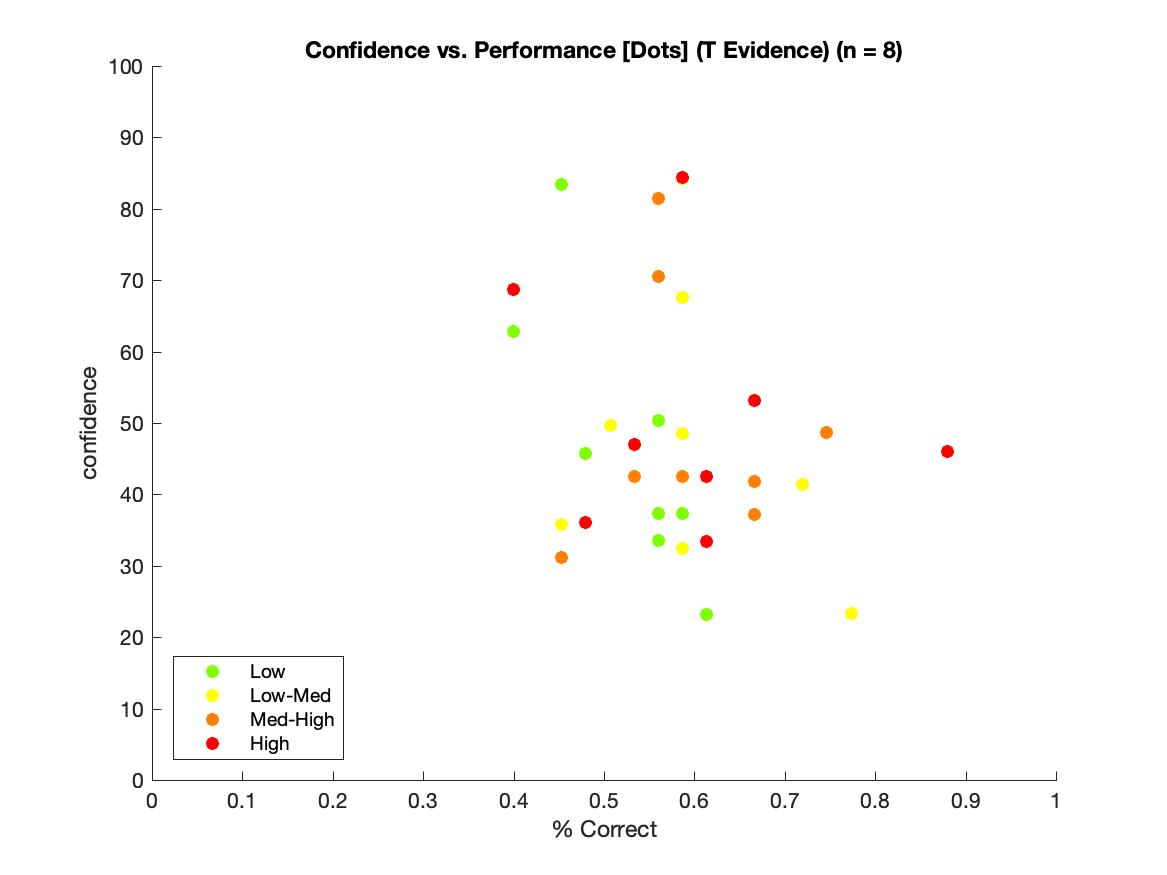 Confidence vs. Performance [Dots] (T Evidence) (n = 8)
100
90
80
70
60
50
40
30
20
10
0
confidence
Low
Low-Med
Med-High
High
0 0.1 0.2 0.3 0.4 0.5 0.6 0.7 0.8 0.9 1
% Correct